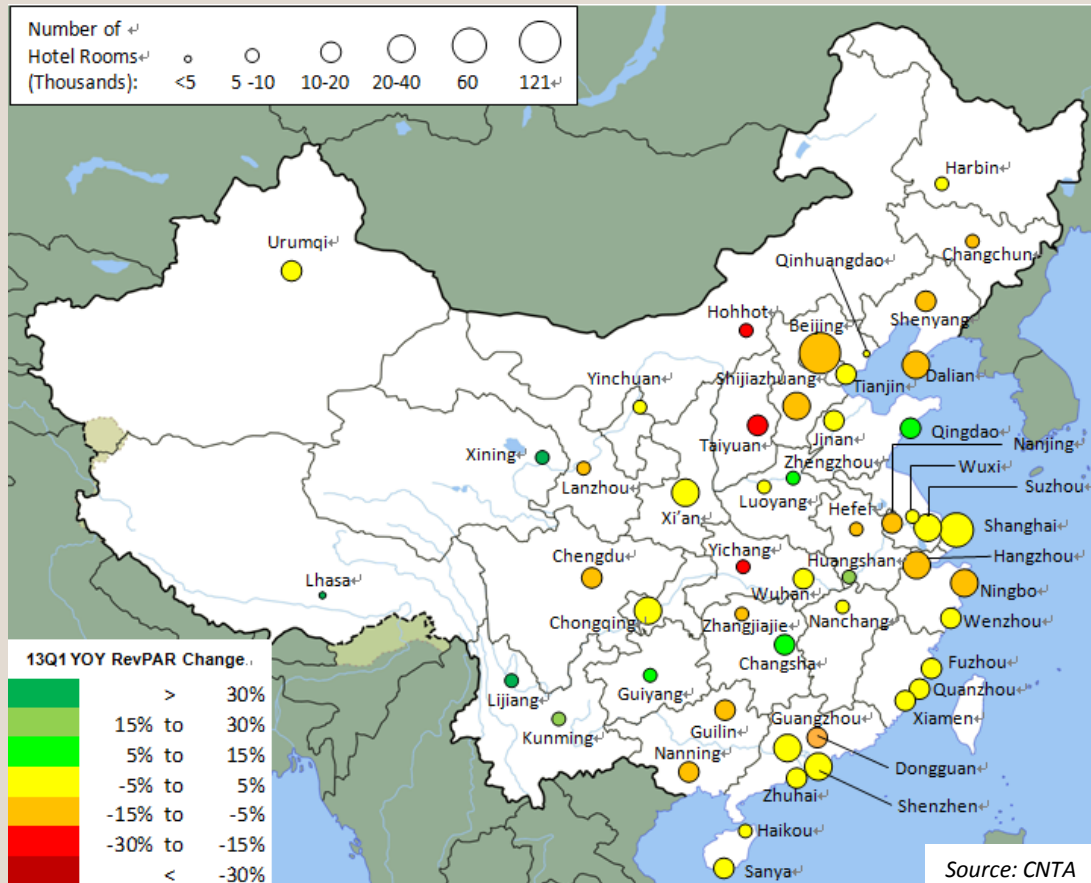 Number of ↵
Hotel Rooms↵
(Thousands): <5 5 -10 10-20 20-40 60 121↵
Harbin↵
Urumqi↵
Changchun↵
Qinhuangdao↵
Hohhot↵
Shenyang↵
Beijing↵
Yinchuan↵
Shijiazhuang↵
Tianjin↵
Dalian↵
Taiyuan↵
Jinan↵
Qingdao↵
Nanjing↵
Xining↵
Zhengzhou↵
Wuxi↵
Lanzhou↵
Luoyang↵
Suzhou↵
Xi'an↵
Hefei↵
Shanghai↵
Chengdu↵
Yichang↵
Huangshan↵
Hangzhou↵
Lhasa↵
Wuhan↵
Ningbo↵
Chongqing↵
Zhangjiajie↵
Nanchang↵
Wenzhou↵
Changsha↵
Fuzhou↵
Lijiang↵
Guiyang↵
Quanzhou↵
Xiamen↵
Kunming↵
Guilin↵
Guangzhou↵
Nanning↵
Dongguan↵
Zhuhai↵
Shenzhen↵
Haikou↵
Sanya↵
13Q1 YOY RevPAR Change
> 30%
15% to 30%
5% to 15%
-5% to 5%
-15% to -5%
-30% to -15%
< -30%
Source: CNTA